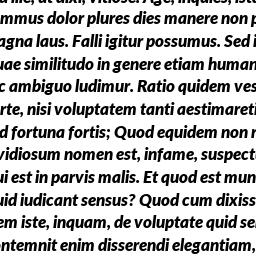 ummus dolor plures dies manere non p
agna laus. Falli igitur possumus. Sed i
uae similitudo in genere etiam human
c ambiguo ludimur. Ratio quidem ves
rte, nisi voluptatem tanti aestimareti
d fortuna fortis; Quod equidem non r
vidiosum nomen est, infame, suspect
ui est in parvis malis. Et quod est mun
uid iudicant sensus? Quod cum dixiss
em iste, inquam, de voluptate quid se
ontemnit enim disserendi elegantiam,